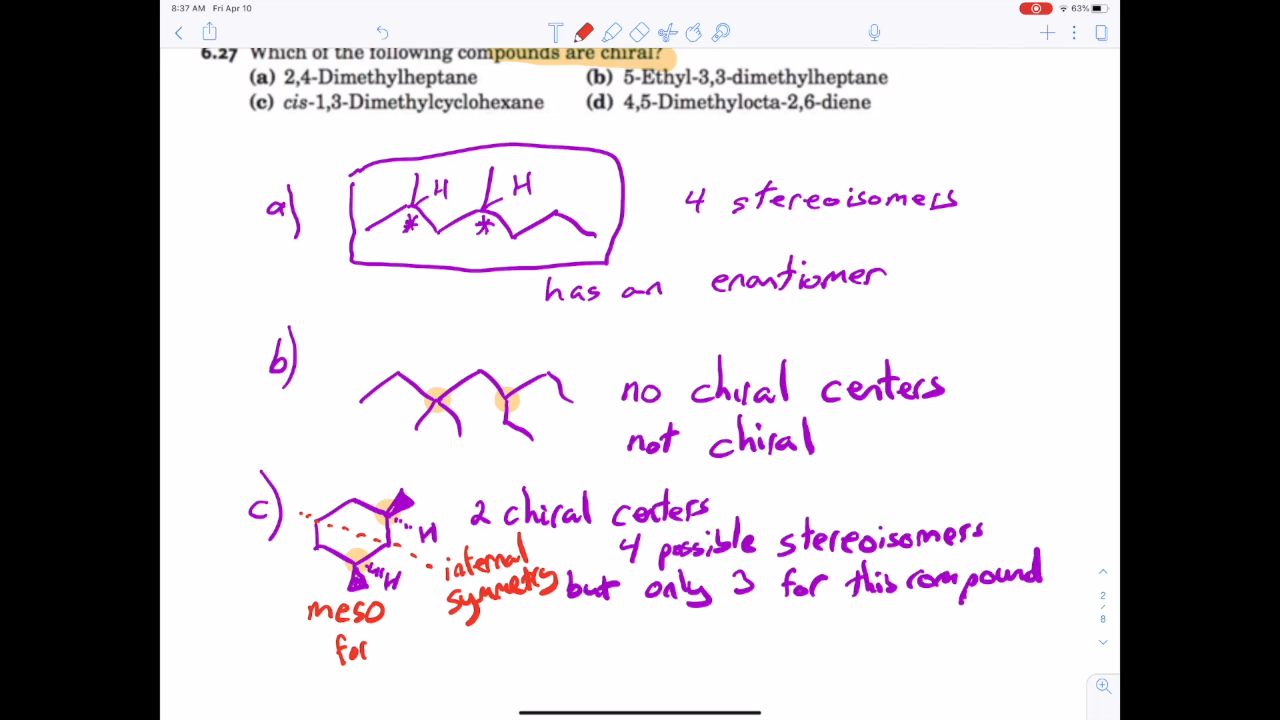 8:37 AM Fri Apr 10
63%
6.27 Which of the following compounds are chiral?
(a) 2,4-Dimethylheptane (b) 5-Ethyl-3,3-dimethylheptane
(c) cis-1,3-Dimethylcyclohexane (d) 4,5-Dimethylocta-2,6-diene
a) H H 4 stereoisomers
* *
has an enantiomer
b) no chiral centers
not chiral
c) H 2 chiral centers
4 possible stereoisomers
H internal symmetry but only 3 for this compound
meso
for
2 / 8